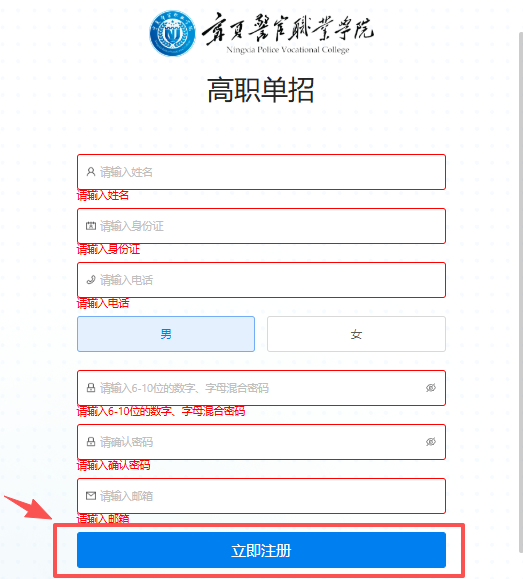 宁夏警官职业学院
Ningxia Police Vocational College
高职单招
请输入姓名
请输入姓名
请输入身份证
请输入身份证
请输入电话
请输入电话
男 女
请输入6-10位的数字、字母混合密码
请输入6-10位的数字、字母混合密码
请确认密码
请输入确认密码
请输入邮箱
请输入邮箱
立即注册